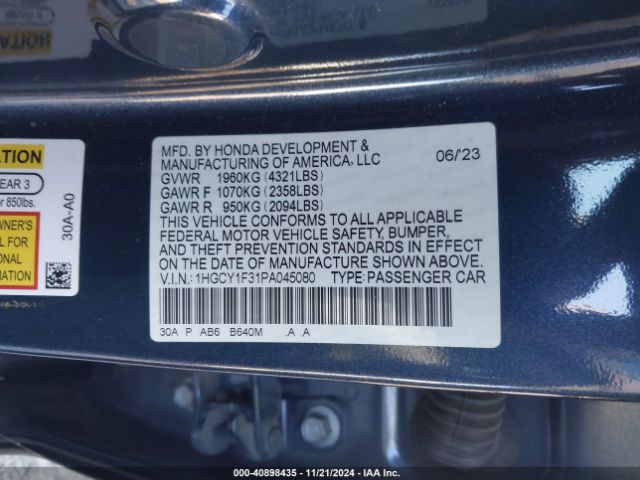 ATION
EAR 3
r 850lbs.
30A-A0
WNER'S
L FOR
ONAL
MATION
MFD. BY HONDA DEVELOPMENT &
MANUFACTURING OF AMERICA, LLC 06/'23
GVWR 1960KG (4321LBS)
GAWR F 1070KG (2358LBS)
GAWR R 950KG (2094LBS)
THIS VEHICLE CONFORMS TO ALL APPLICABLE
FEDERAL MOTOR VEHICLE SAFETY, BUMPER,
AND THEFT PREVENTION STANDARDS IN EFFECT
ON THE DATE OF MANUFACTURE SHOWN ABOVE.
V.I.N.: 1HGCY1F31PA045080 TYPE:PASSENGER CAR
30A P AB6 B640M .A .A
000-40898435 - 11/21/2024 - IAA Inc.